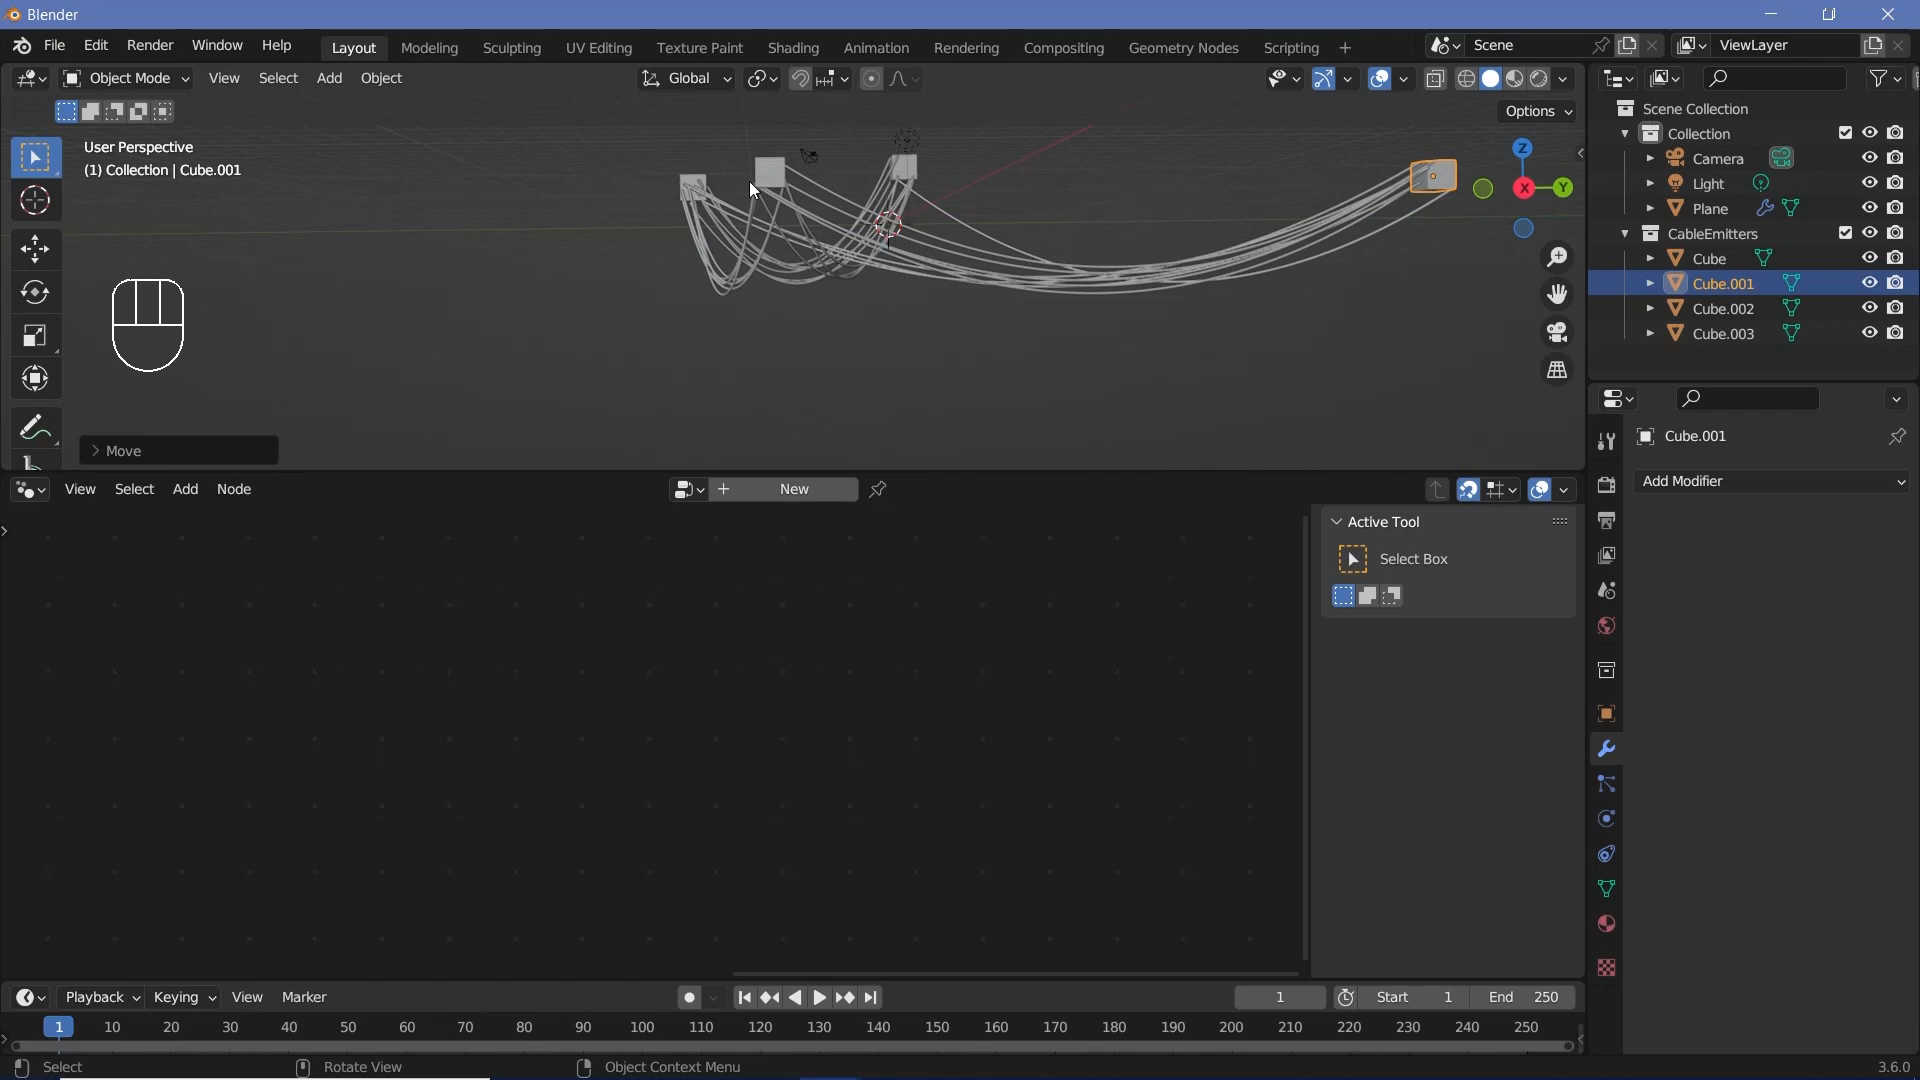 Blender
File Edit Render Window Help Layout Modeling Sculpting UV Editing Texture Paint Shading Animation Rendering Compositing Geometry Nodes Scripting Scene ViewLayer
Object Mode View Select Add Object Global
Options
User Perspective
(1) Collection | Cube.001
Z
X
Y
Move
Scene Collection
Collection
Camera
Light
Plane
CableEmitters
Cube
Cube.001
Cube.002
Cube.003
Cube.001
Add Modifier
View Select Add Node New
Active Tool
Select Box
Playback Keying View Marker 1 Start 1 End 250
1 10 20 30 40 50 60 70 80 90 100 110 120 130 140 150 160 170 180 190 200 210 220 230 240 250
Select Rotate View Object Context Menu 3.6.0